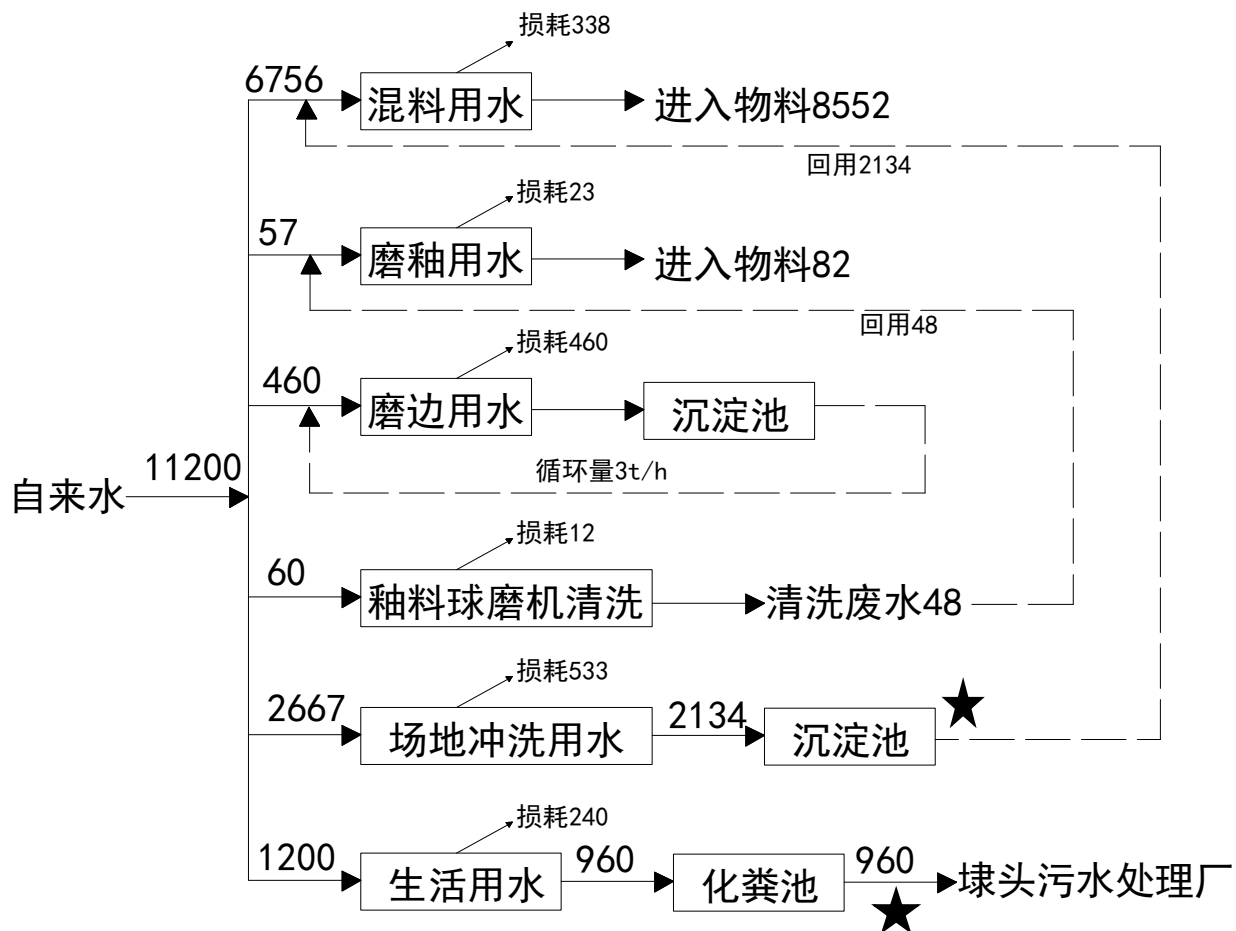 损耗338
6756
混料用水
进入物料8552
回用2134
损耗23
57
磨釉用水
进入物料82
回用48
损耗460
460
磨边用水
沉淀池
循环量3t/h
11200
自来水
损耗12
60
釉料球磨机清洗
清洗废水48
损耗533
2667
场地冲洗用水
2134
沉淀池
损耗240
1200
生活用水
960
化粪池
960
埭头污水处理厂